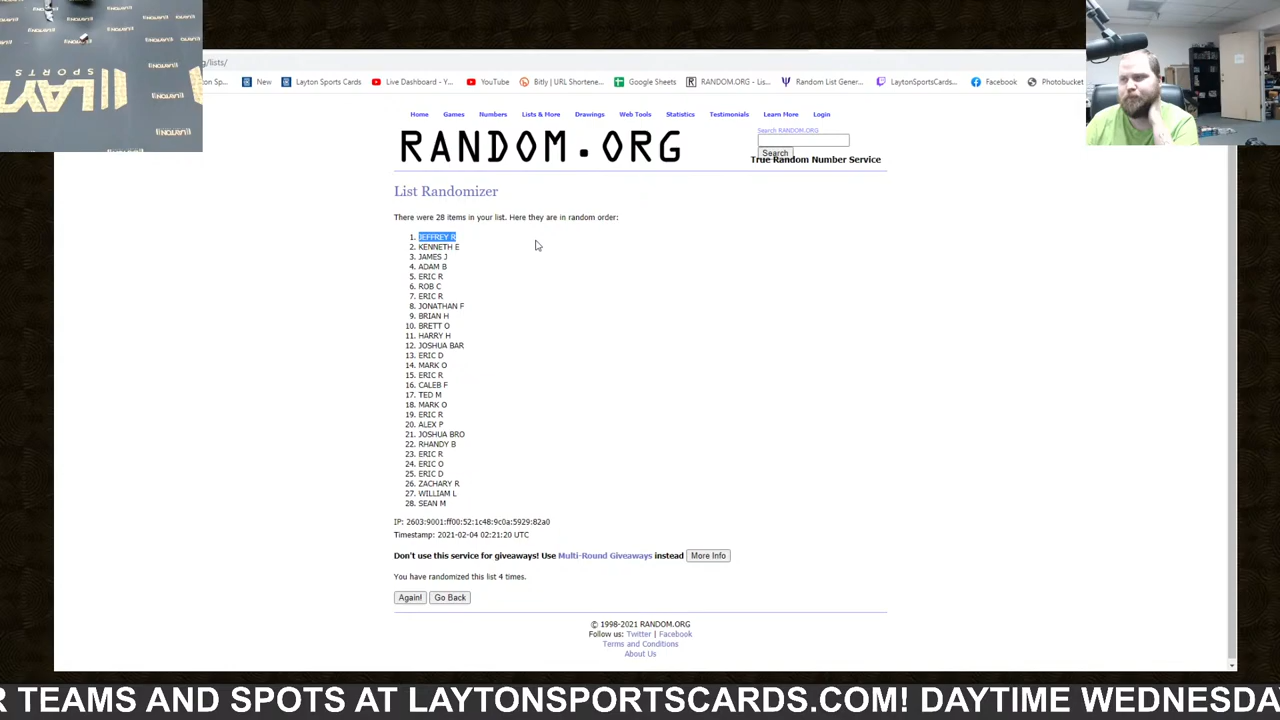 g/lists/
Sp...
New
Layton Sports Cards
Live Dashboard - Y...
YouTube
Bitly | URL Shortene...
Google Sheets
RANDOM.ORG - Lis...
Random List Gener...
LaytonSportsCards...
Facebook
Photobucket
Home Games Numbers Lists & More Drawings Web Tools Statistics Testimonials Learn More Login
RANDOM.ORG
Search RANDOM.ORG
Search
True Random Number Service
List Randomizer
There were 28 items in your list. Here they are in random order:
1. JEFFREY R
2. KENNETH E
3. JAMES J
4. ADAM B
5. ERIC R
6. ROB C
7. ERIC R
8. JONATHAN F
9. BRIAN H
10. BRETT O
11. HARRY H
12. JOSHUA BAR
13. ERIC D
14. MARK O
15. ERIC R
16. CALEB F
17. TED M
18. MARK O
19. ERIC R
20. ALEX P
21. JOSHUA BRO
22. RHANDY B
23. ERIC R
24. ERIC O
25. ERIC D
26. ZACHARY R
27. WILLIAM L
28. SEAN M
IP: 2603:9001:ff00:52:1c48:9c0a:5929:82a0
Timestamp: 2021-02-04 02:21:20 UTC
Don't use this service for giveaways! Use Multi-Round Giveaways instead More Info
You have randomized this list 4 times.
Again! Go Back
© 1998-2021 RANDOM.ORG
Follow us: Twitter | Facebook
Terms and Conditions
About Us
R TEAMS AND SPOTS AT LAYTONSPORTSCARDS.COM! DAYTIME WEDNESDA